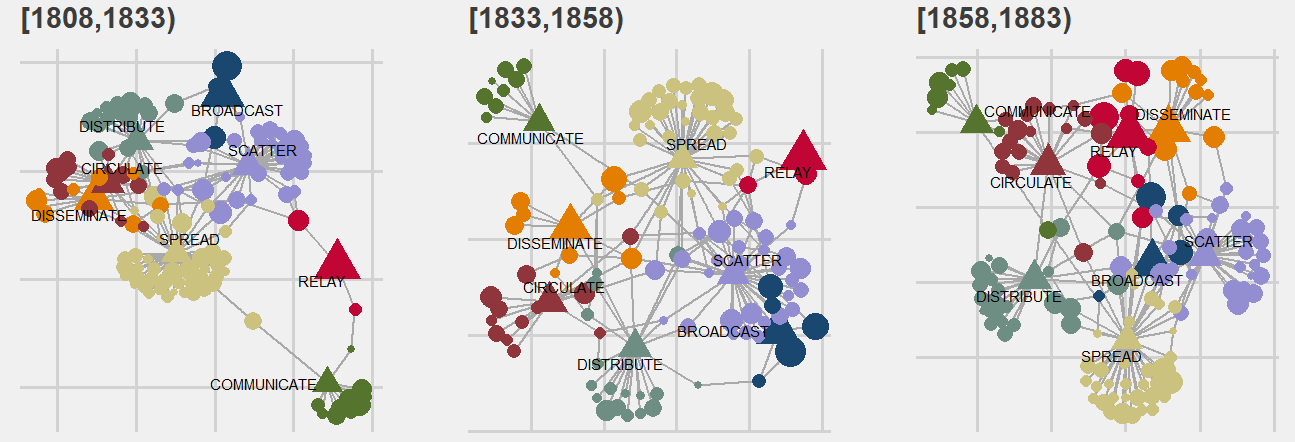 [1808,1833)
BROADCAST
DISTRIBUTE
SCATTER
CIRCULATE
DISSEMINATE
SPREAD
RELAY
COMMUNICATE
[1833,1858)
COMMUNICATE
SPREAD
RELAY
DISSEMINATE
SCATTER
CIRCULATE
BROADCAST
DISTRIBUTE
[1858,1883)
COMMUNICATE
DISSEMINATE
RELAY
CIRCULATE
SCATTER
BROADCAST
DISTRIBUTE
SPREAD